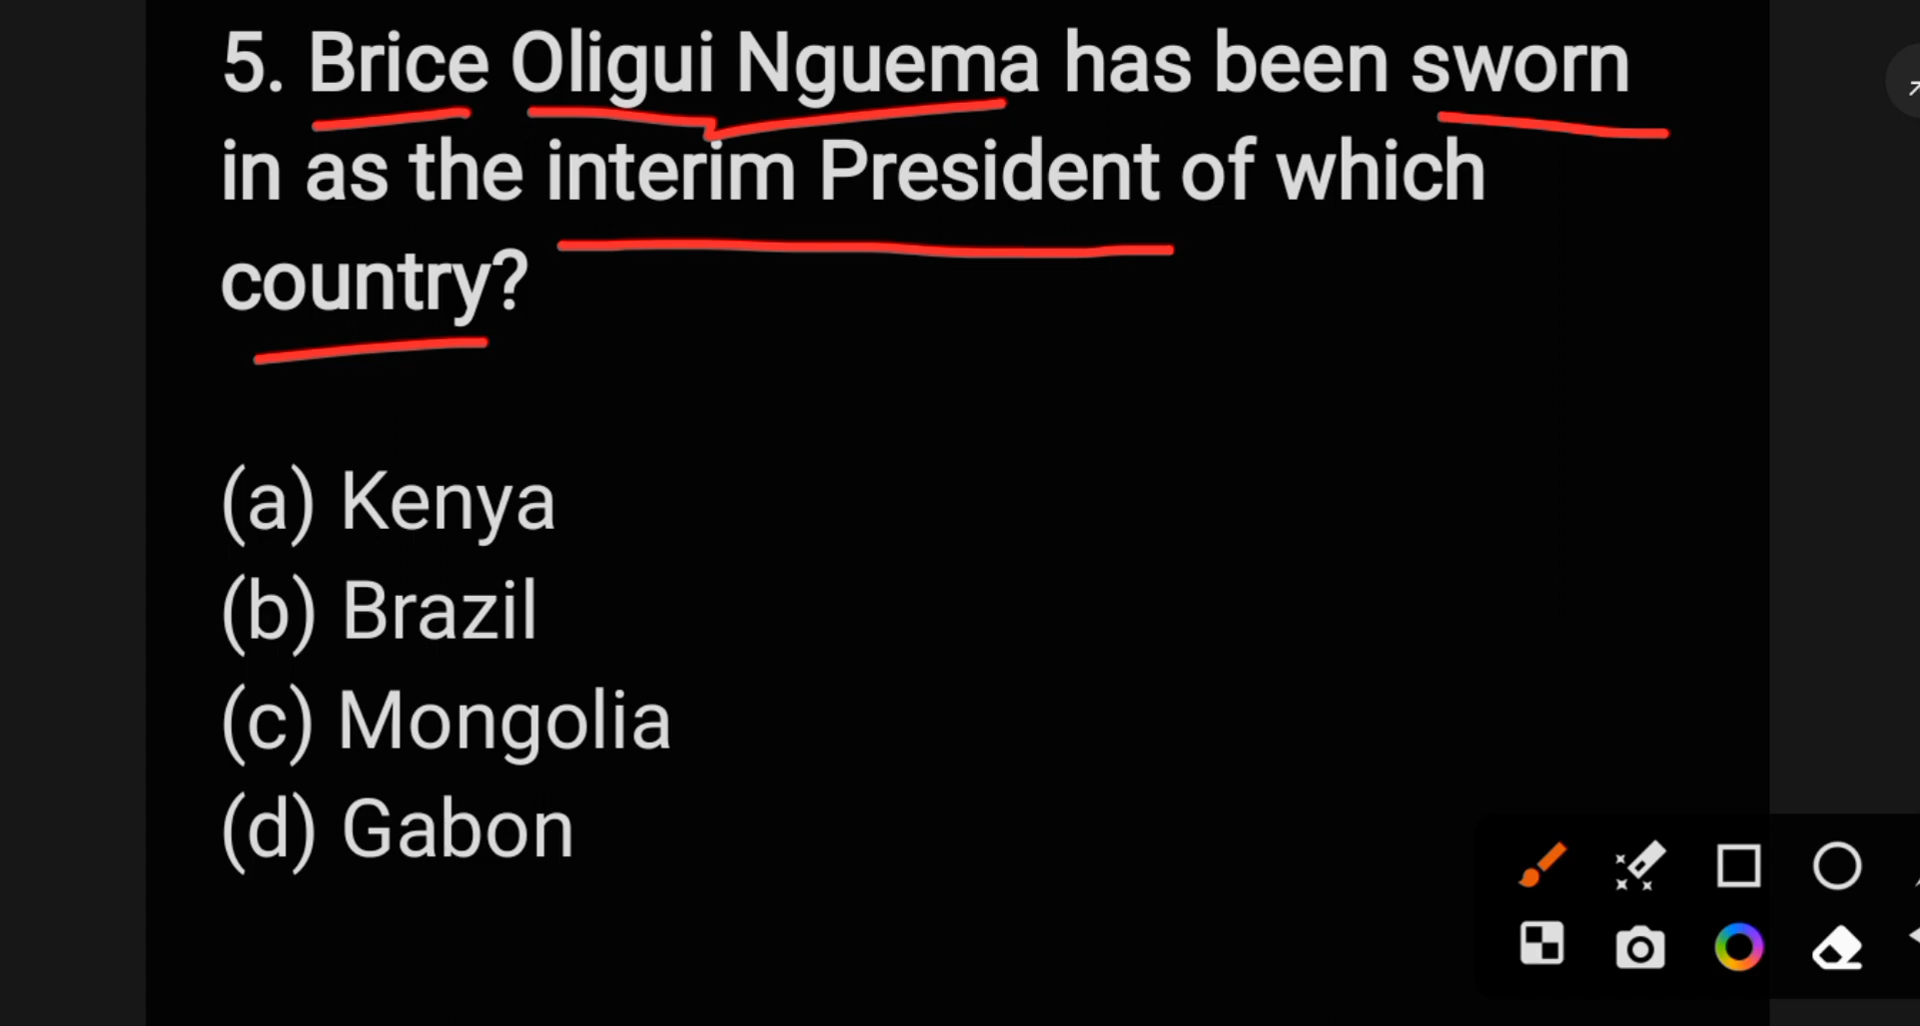 5. Brice Oligui Nguema has been sworn
in as the interim President of which
country?
(a) Kenya
(b) Brazil
(c) Mongolia
(d) Gabon